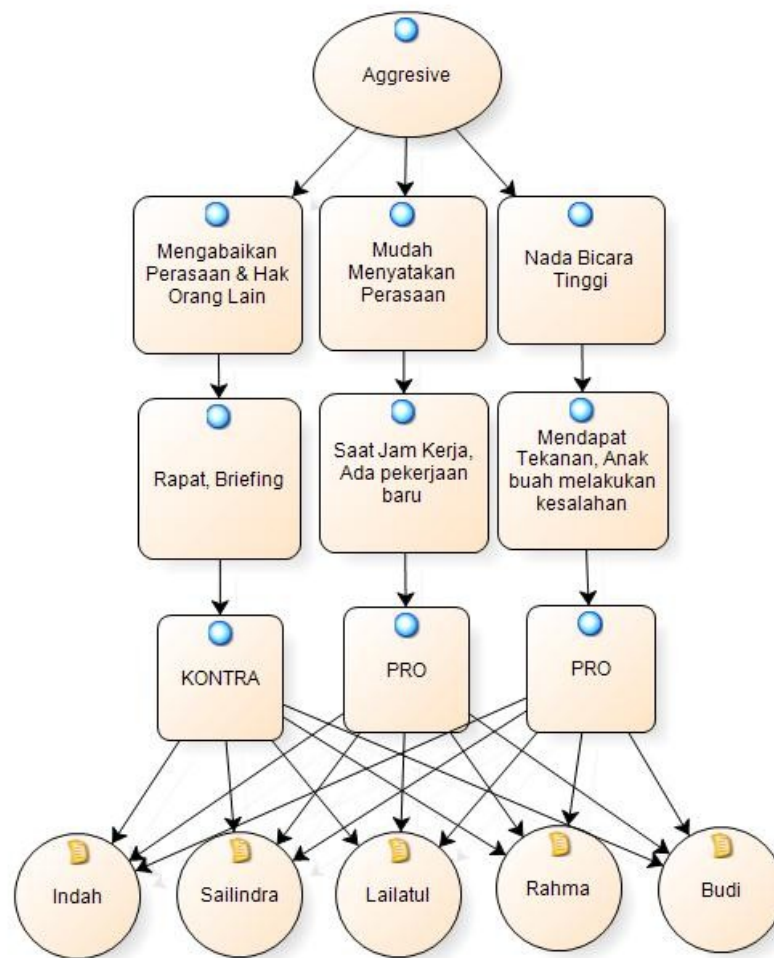 Aggresive
Mengabaikan
Perasaan & Hak
Orang Lain
Mudah
Menyatakan
Perasaan
Nada Bicara
Tinggi
Rapat, Briefing
Saat Jam Kerja,
Ada pekerjaan
baru
Mendapat
Tekanan, Anak
buah melakukan
kesalahan
KONTRA
PRO
PRO
Indah
Sailindra
Lailatul
Rahma
Budi